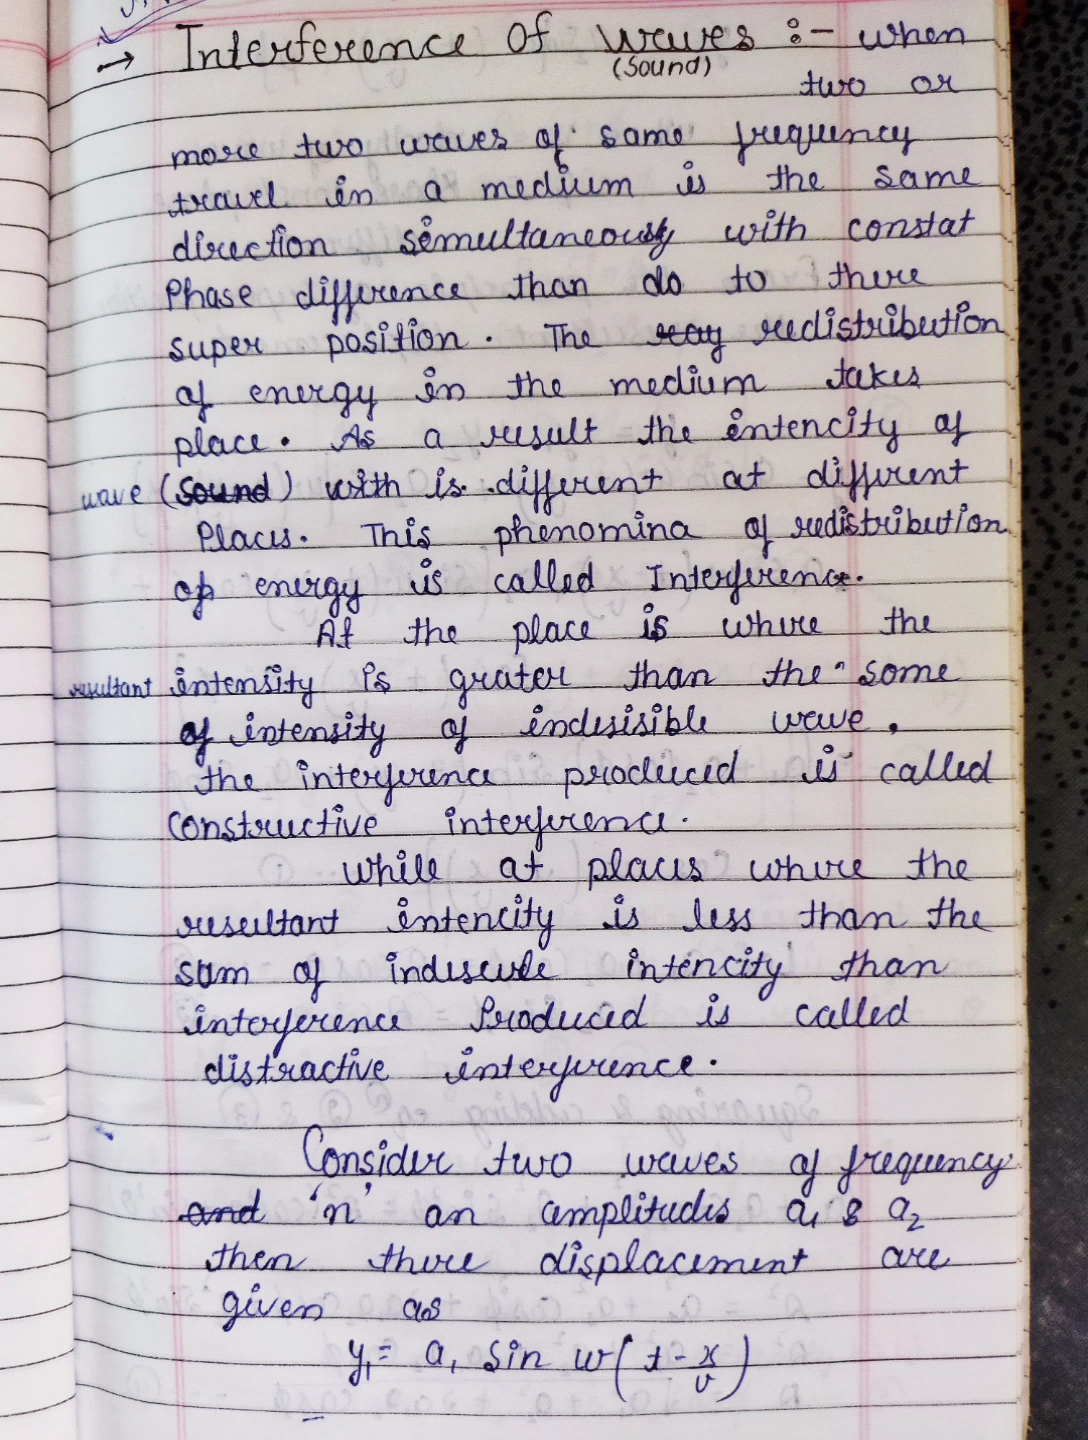 → Interference Of waves :- when
(Sound)
two or
more two waves of same frequency
travel in a medium is the same
direction simultaneously with constat
Phase difference than do to there
super position. The redistribution
of energy in the medium takes
place. As a result the intencity of
wave (Sound) with is different at different
Places. This phenomina of redistribution
of energy is called Interference.
At the place is where the
resultant intensity is grater than the some
of intensity of indesisible wave.
the interference produced is called
Constructive interference.
While at places where the
resultant intencity is less than the
sum of intencity than
interference Produced is called
distractive interference.
Consider two waves of frequency
and 'n' an amplitudes a₁ & a₂
then there displacement are
given as
y₁ = a₁ sin w(t - x/v)